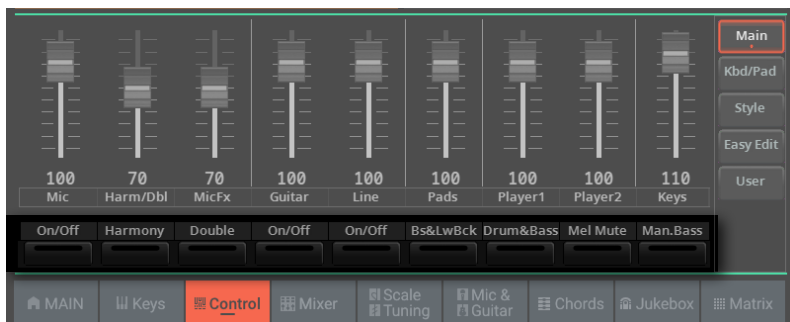 Main
Kbd/Pad
Style
Easy Edit
User
100 70 70 100 100 100 100 100 110
Mic Harm/Dbl MicFx Guitar Line Pads Player1 Player2 Keys
On/Off Harmony Double On/Off On/Off Bs&LwBck Drum&Bass Mel Mute Man.Bass
MAIN Keys Control Mixer Scale Tuning Mic & Guitar Chords Jukebox Matrix